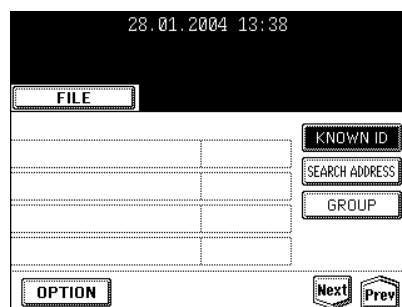 28.01.2004 13:38
FILE
KNOWN ID
SEARCH ADDRESS
GROUP
OPTION
Next
Prev